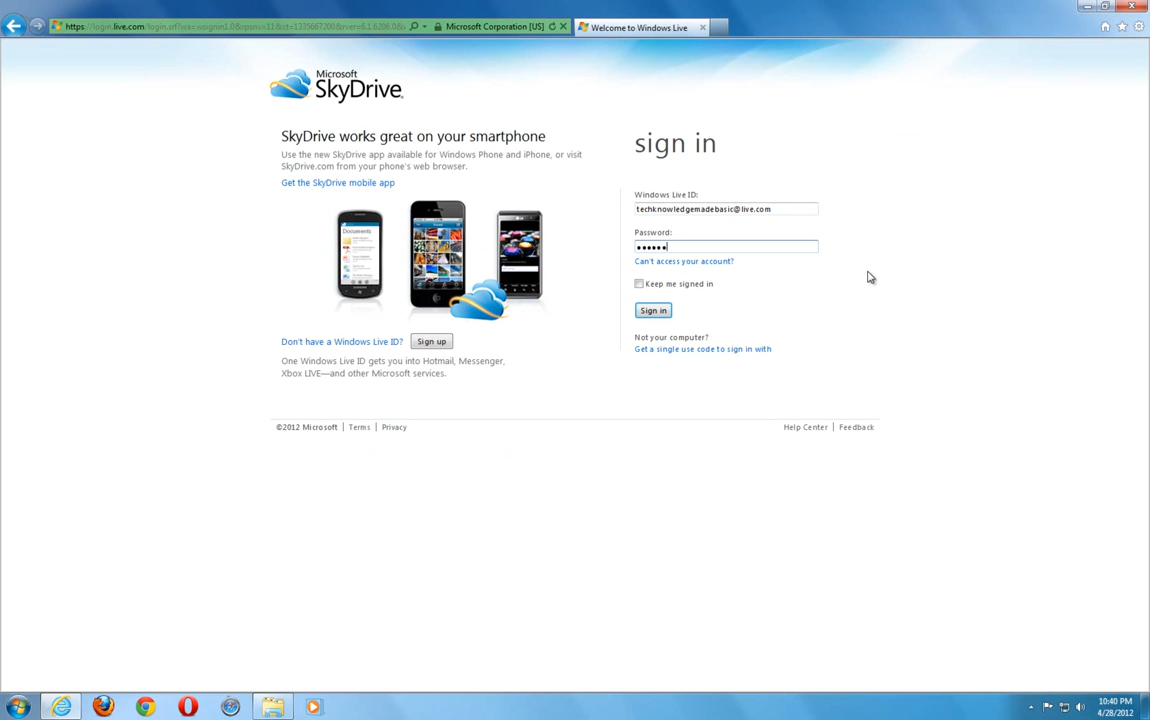 Microsoft Corporation [US]
Welcome to Windows Live
Microsoft
SkyDrive
SkyDrive works great on your smartphone
Use the new SkyDrive app available for Windows Phone and iPhone, or visit
SkyDrive.com from your phone's web browser.
Get the SkyDrive mobile app
Documents
Don't have a Windows Live ID? Sign up
One Windows Live ID gets you into Hotmail, Messenger,
Xbox LIVE—and other Microsoft services.
sign in
Windows Live ID:
techknowledgemadebasic@live.com
Password:
••••••
Can't access your account?
Keep me signed in
Sign in
Not your computer?
Get a single use code to sign in with
©2012 Microsoft | Terms | Privacy
Help Center | Feedback
10:40 PM
4/28/2012